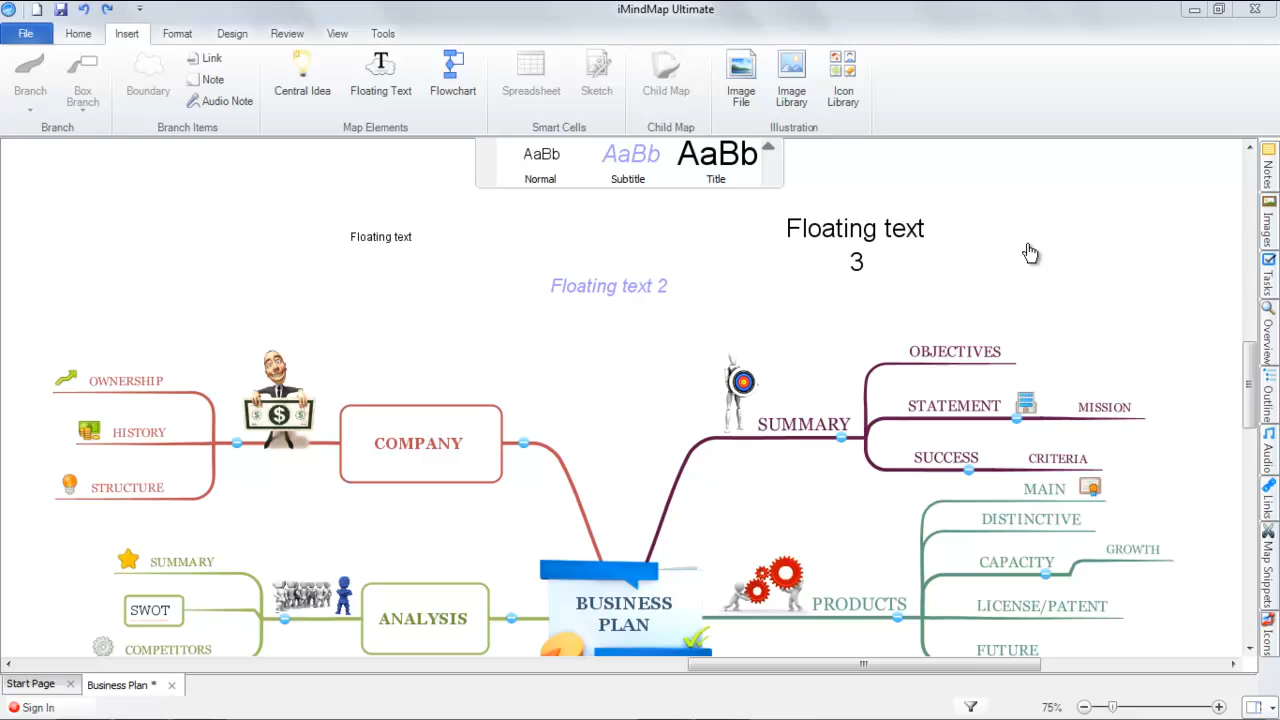 iMindMap Ultimate
File Home Insert Format Design Review View Tools
Branch
Box Branch
Boundary
Link
Note
Audio Note
Central Idea
Floating Text
Flowchart
Spreadsheet
Sketch
Child Map
Image File
Image Library
Icon Library
Branch
Branch Items
Map Elements
Smart Cells
Child Map
Illustration
AaBb AaBb AaBb
Normal Subtitle Title
Floating text
Floating text 2
Floating text
3
OWNERSHIP
HISTORY
STRUCTURE
COMPANY
SUMMARY
OBJECTIVES
STATEMENT
MISSION
SUCCESS
CRITERIA
SUMMARY
SWOT
COMPETITORS
ANALYSIS
BUSINESS
PLAN
PRODUCTS
MAIN
DISTINCTIVE
CAPACITY
GROWTH
LICENSE/PATENT
FUTURE
Notes
Images
Tasks
Overview
Outline
Audio
Links
Map Snippets
Icons
Start Page
Business Plan *
Sign In
75%